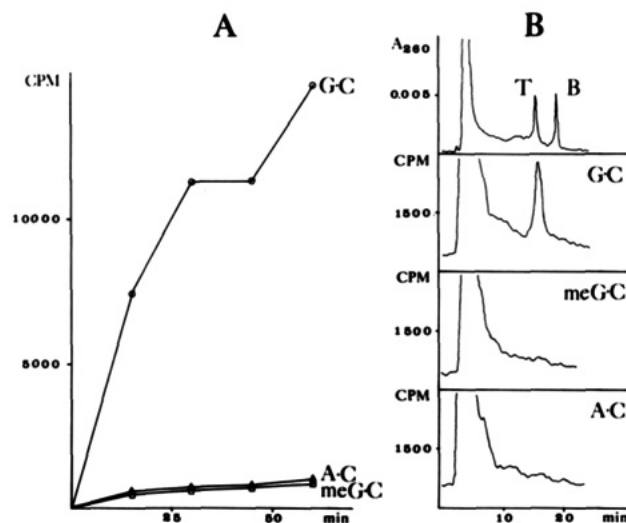 A
CPM
G·C
10000
5000
A·C
meG·C
25
50
min
B
A260
0.005
T
B
CPM
G·C
1500
CPM
meG·C
1500
CPM
A·C
1500
10
20
min